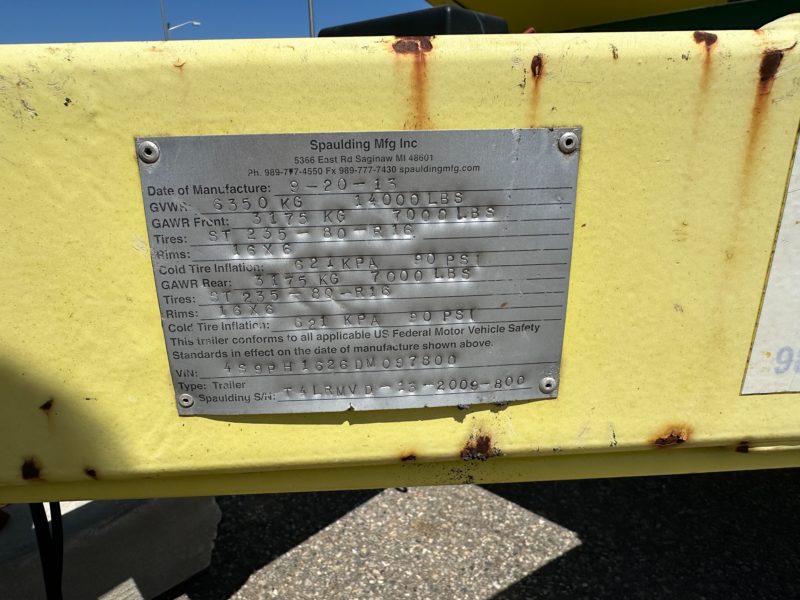 Spaulding Mfg Inc
5366 East Rd Saginaw MI 48601
Ph. 989-777-4550 Fx 989-777-7430 spauldingmfg.com
Date of Manufacture: 9-20-13
GVWR: 6350 KG 14000 LBS
GAWR Front: 3175 KG 7000 LBS
Tires: ST 235-80-R16
Rims: 16X6
Cold Tire Inflation: 621 KPA 90 PSI
GAWR Rear: 3175 KG 7000 LBS
Tires: ST 235-80-R16
Rims: 16X6
Cold Tire Inflation: 621 KPA 90 PSI
This trailer conforms to all applicable US Federal Motor Vehicle Safety
Standards in effect on the date of manufacture shown above.
VIN: 4S9PH1626DM097800
Type: Trailer
Spaulding S/N: T4LRMVD-13-2009-800